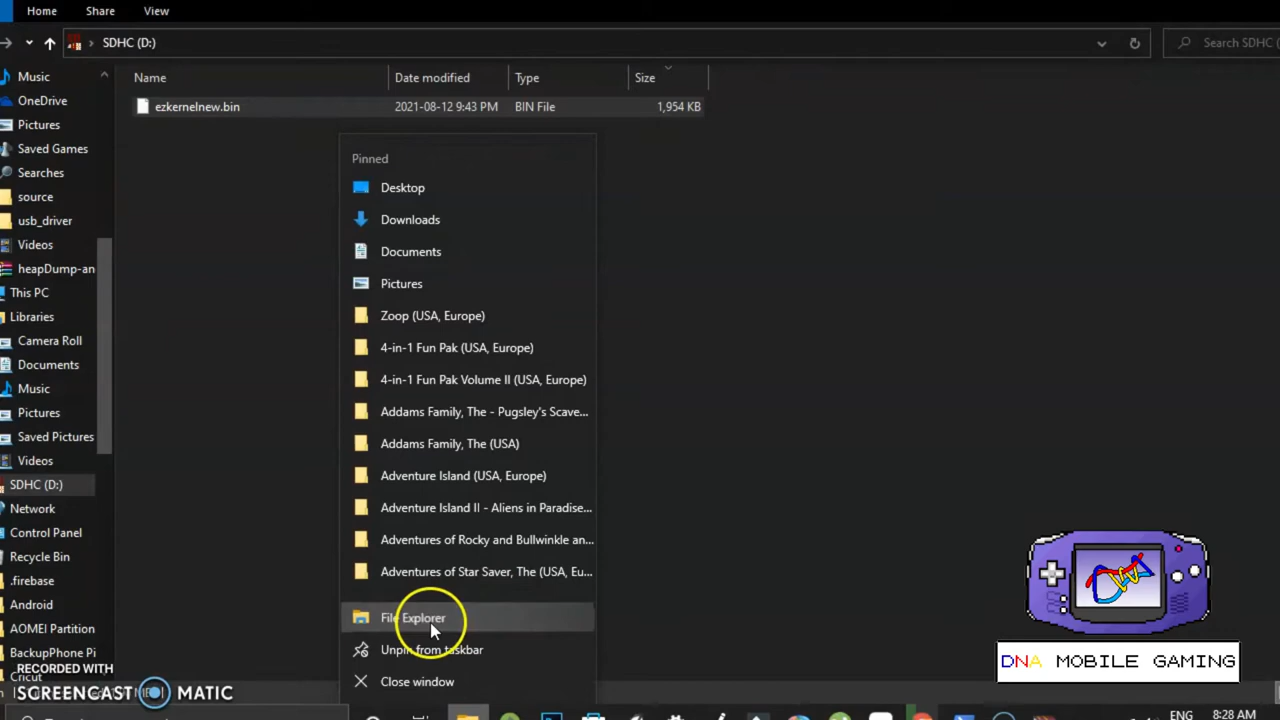 Home Share View
SDHC (D:) Search SDHC
Name Date modified Type Size
ezkernelnew.bin 2021-08-12 9:43 PM BIN File 1,954 KB
Music
OneDrive
Pictures
Saved Games
Searches
source
usb_driver
Videos
heapDump-an
This PC
Libraries
Camera Roll
Documents
Music
Pictures
Saved Pictures
Videos
SDHC (D:)
Network
Control Panel
Recycle Bin
.firebase
Android
AOMEI Partition
BackupPhone Pi
Cricut
Pinned
Desktop
Downloads
Documents
Pictures
Zoop (USA, Europe)
4-in-1 Fun Pak (USA, Europe)
4-in-1 Fun Pak Volume II (USA, Europe)
Addams Family, The - Pugsley's Scave...
Addams Family, The (USA)
Adventure Island (USA, Europe)
Adventure Island II - Aliens in Paradise...
Adventures of Rocky and Bullwinkle an...
Adventures of Star Saver, The (USA, Eu...
File Explorer
Unpin from taskbar
Close window
DNA MOBILE GAMING
RECORDED WITH
SCREENCAST MATIC
ENG 8:28 AM